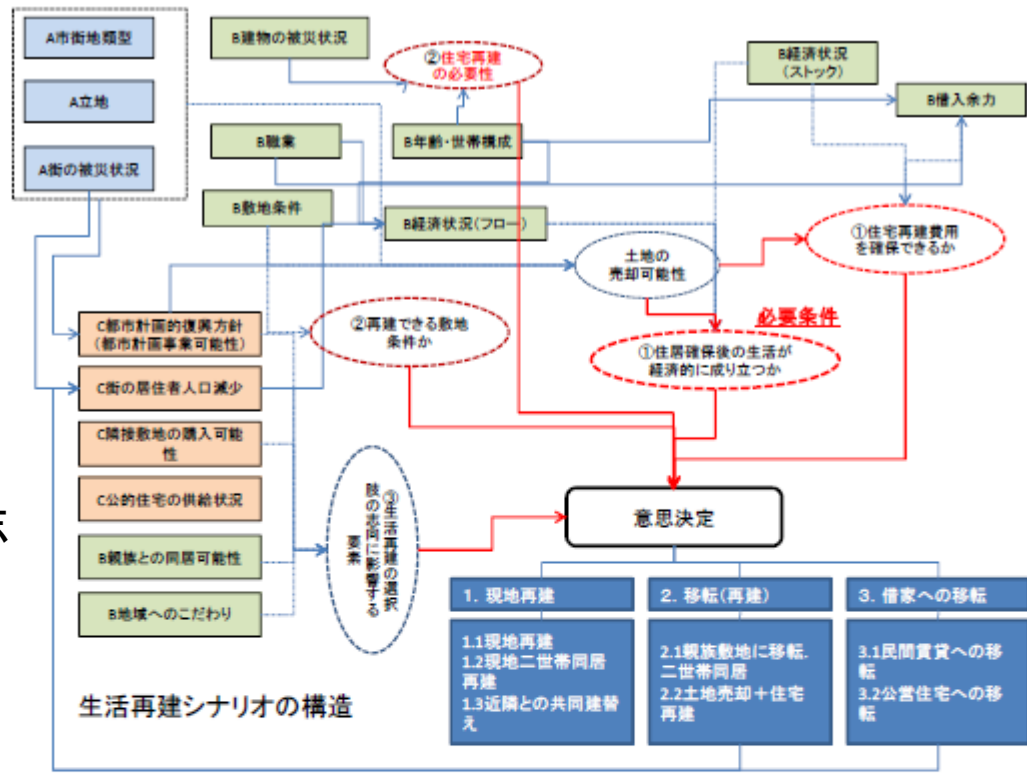 A市街地類型
A立地
A街の被災状況
B建物の被災状況
②住宅再建
の必要性
B経済状況
(ストック)
B借入余力
B職業
B年齢・世帯構成
B敷地条件
B経済状況(フロー)
土地の
売却可能性
①住宅再建費用
を確保できるか
必要条件
①住居確保後の生活が
経済的に成り立つか
C都市計画的復興方針
(都市計画事業可能性)
②再建できる敷地
条件か
C街の居住者人口減少
C隣接敷地の購入可能
性
C公的住宅の供給状況
B親族との同居可能性
B地域へのこだわり
③生活再建の選択
肢の志向に影響する
要素
意思決定
1. 現地再建
1.1現地再建
1.2現地二世帯同居
再建
1.3近隣との共同建替
え
2. 移転(再建)
2.1親族敷地に移転.
二世帯同居
2.2土地売却+住宅
再建
3. 借家への移転
3.1民間賃貸への移
転
3.2公営住宅への移
転
生活再建シナリオの構造